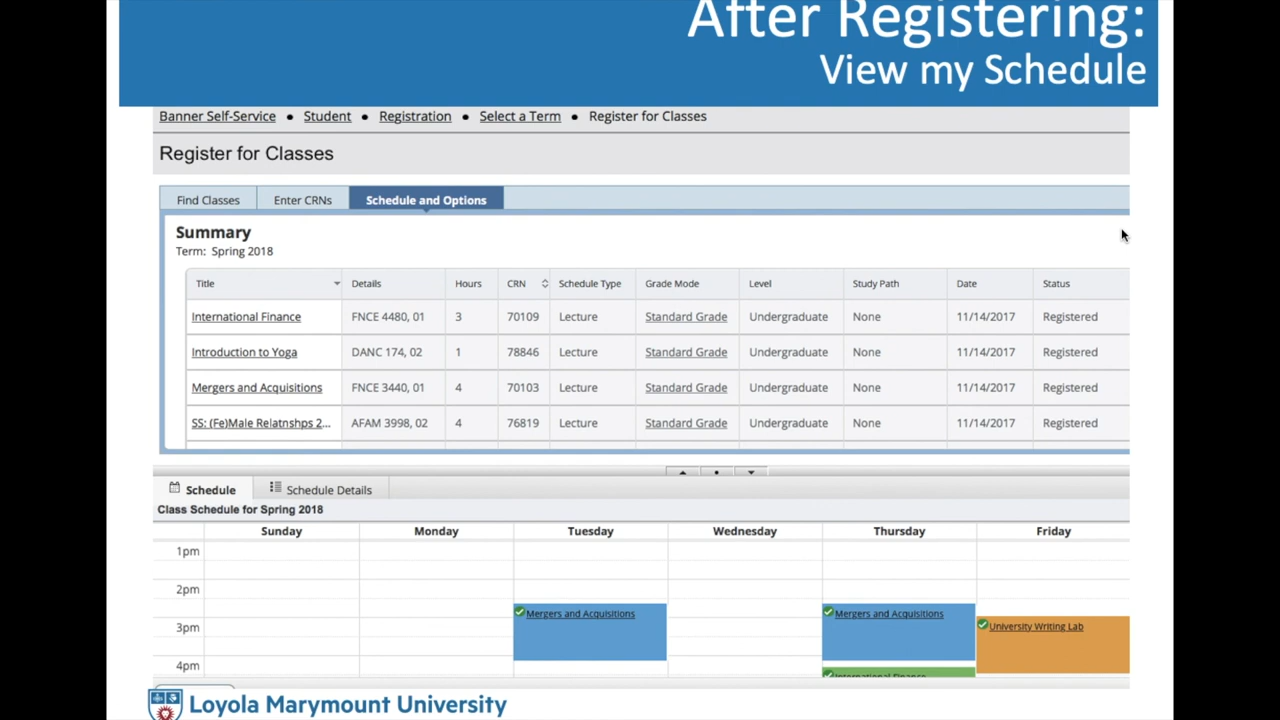 After Registering:
View my Schedule
Banner Self-Service • Student • Registration • Select a Term • Register for Classes
Register for Classes
Find Classes Enter CRNs Schedule and Options
Summary
Term: Spring 2018
Title Details Hours CRN Schedule Type Grade Mode Level Study Path Date Status
International Finance FNCE 4480, 01 3 70109 Lecture Standard Grade Undergraduate None 11/14/2017 Registered
Introduction to Yoga DANC 174, 02 1 78846 Lecture Standard Grade Undergraduate None 11/14/2017 Registered
Mergers and Acquisitions FNCE 3440, 01 4 70103 Lecture Standard Grade Undergraduate None 11/14/2017 Registered
SS: (Fe)Male Relatnshps 2... AFAM 3998, 02 4 76819 Lecture Standard Grade Undergraduate None 11/14/2017 Registered
Schedule Schedule Details
Class Schedule for Spring 2018
Sunday Monday Tuesday Wednesday Thursday Friday
1pm
2pm
Mergers and Acquisitions Mergers and Acquisitions
3pm University Writing Lab
4pm
International Finance
Loyola Marymount University